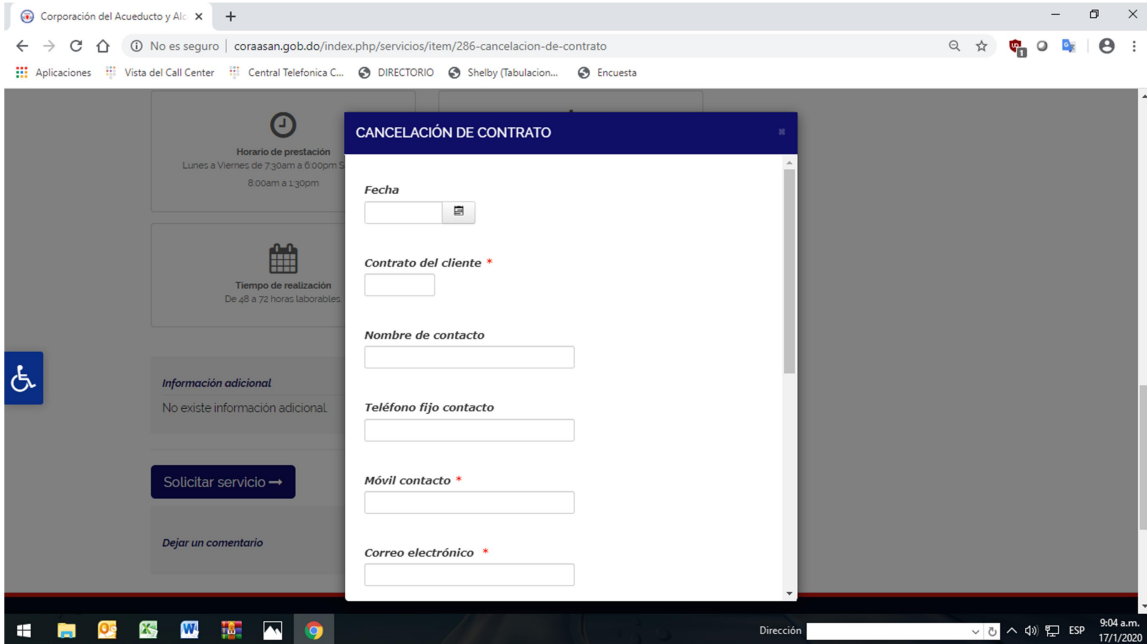 Corporación del Acueducto y Alc
No es seguro | coraasan.gob.do/index.php/servicios/item/286-cancelacion-de-contrato
Aplicaciones Vista del Call Center Central Telefonica C... DIRECTORIO Shelby (Tabulacion... Encuesta
Horario de prestación
Lunes a Viernes de 7:30am a 6:00pm S
8:00am a 1:30pm
Tiempo de realización
De 48 a 72 horas laborables
Información adicional
No existe información adicional.
Solicitar servicio
Dejar un comentario
CANCELACIÓN DE CONTRATO
Fecha
Contrato del cliente *
Nombre de contacto
Teléfono fijo contacto
Móvil contacto *
Correo electrónico *
Dirección
ESP
9:04 a.m.
17/1/2020